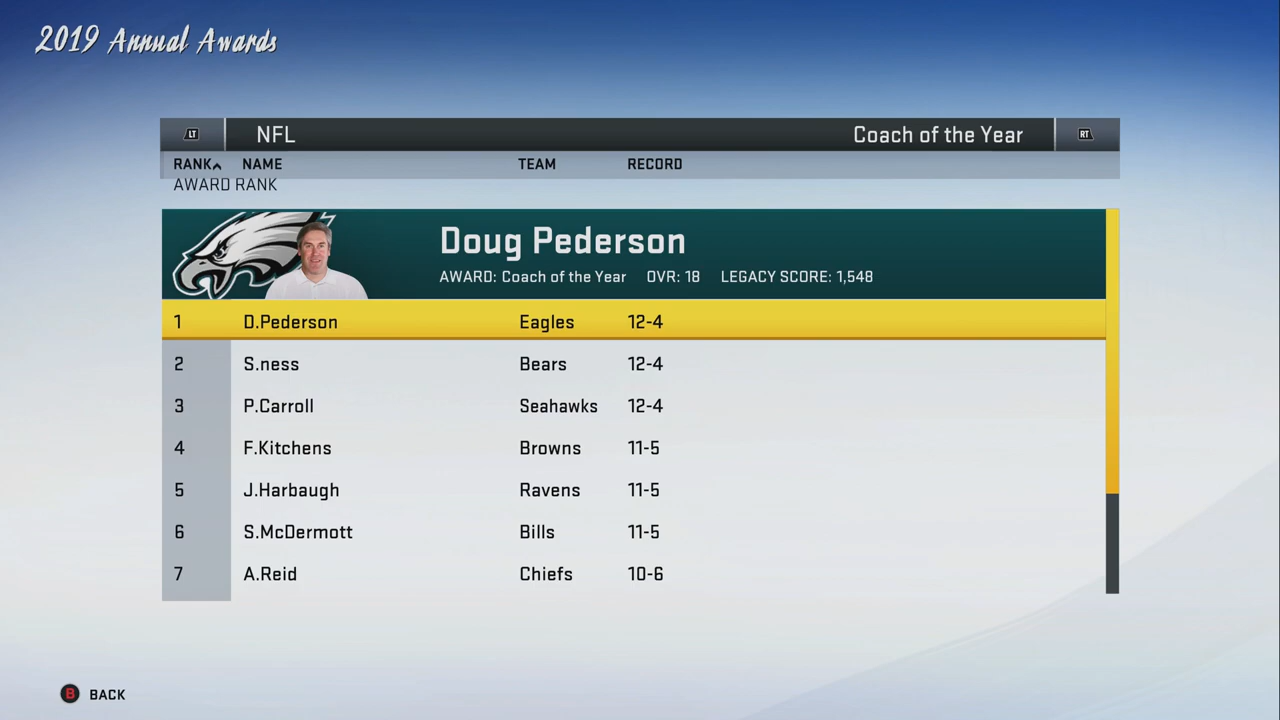 2019 Annual Awards
LT NFL Coach of the Year RT
RANK NAME TEAM RECORD
AWARD RANK
Doug Pederson
AWARD: Coach of the Year OVR: 18 LEGACY SCORE: 1,548
1 D.Pederson Eagles 12-4
2 S.ness Bears 12-4
3 P.Carroll Seahawks 12-4
4 F.Kitchens Browns 11-5
5 J.Harbaugh Ravens 11-5
6 S.McDermott Bills 11-5
7 A.Reid Chiefs 10-6
B BACK